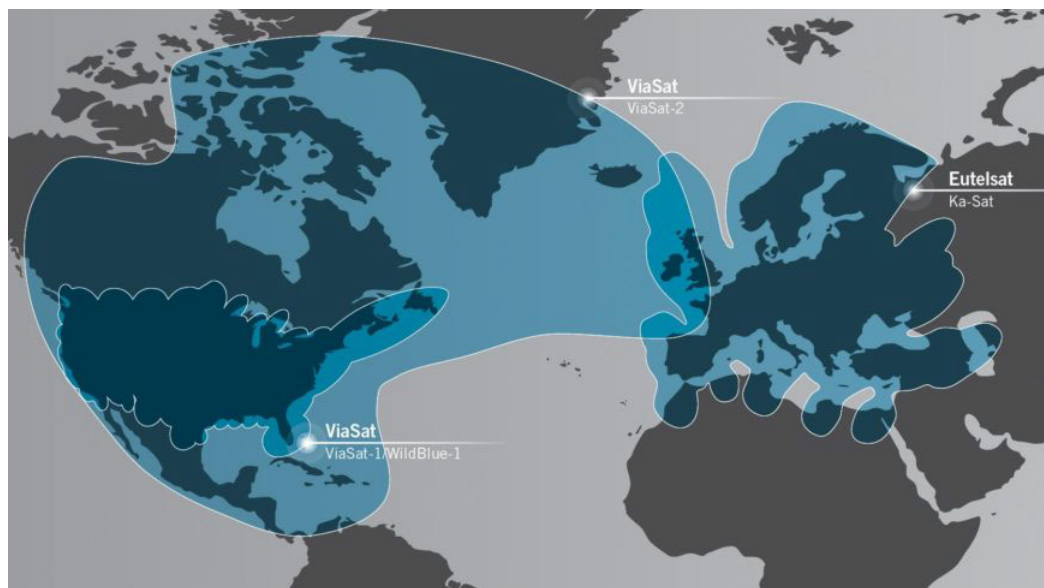 ViaSat
ViaSat-2
Eutelsat
Ka-Sat
ViaSat
ViaSat-1/WildBlue-1